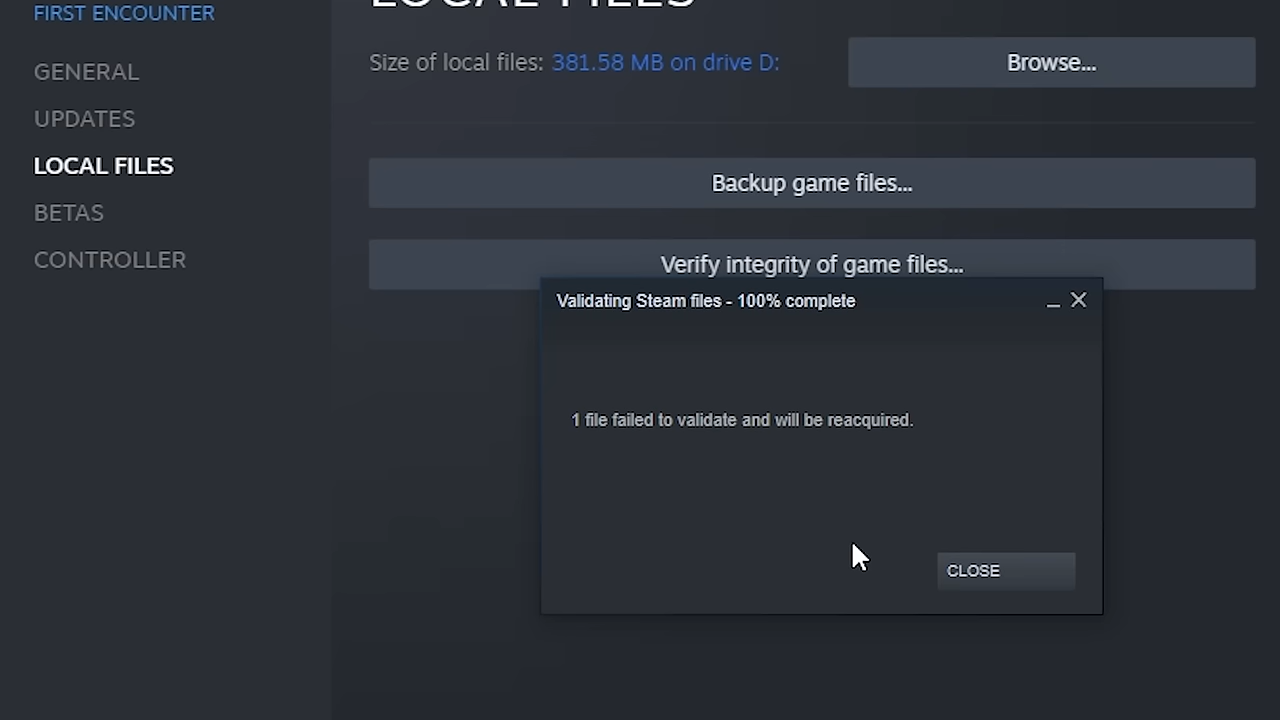 FIRST ENCOUNTER
LOCAL FILES
GENERAL
Size of local files: 381.58 MB on drive D:
Browse...
UPDATES
LOCAL FILES
Backup game files...
BETAS
CONTROLLER
Verify integrity of game files...
Validating Steam files - 100% complete
1 file failed to validate and will be reacquired.
CLOSE